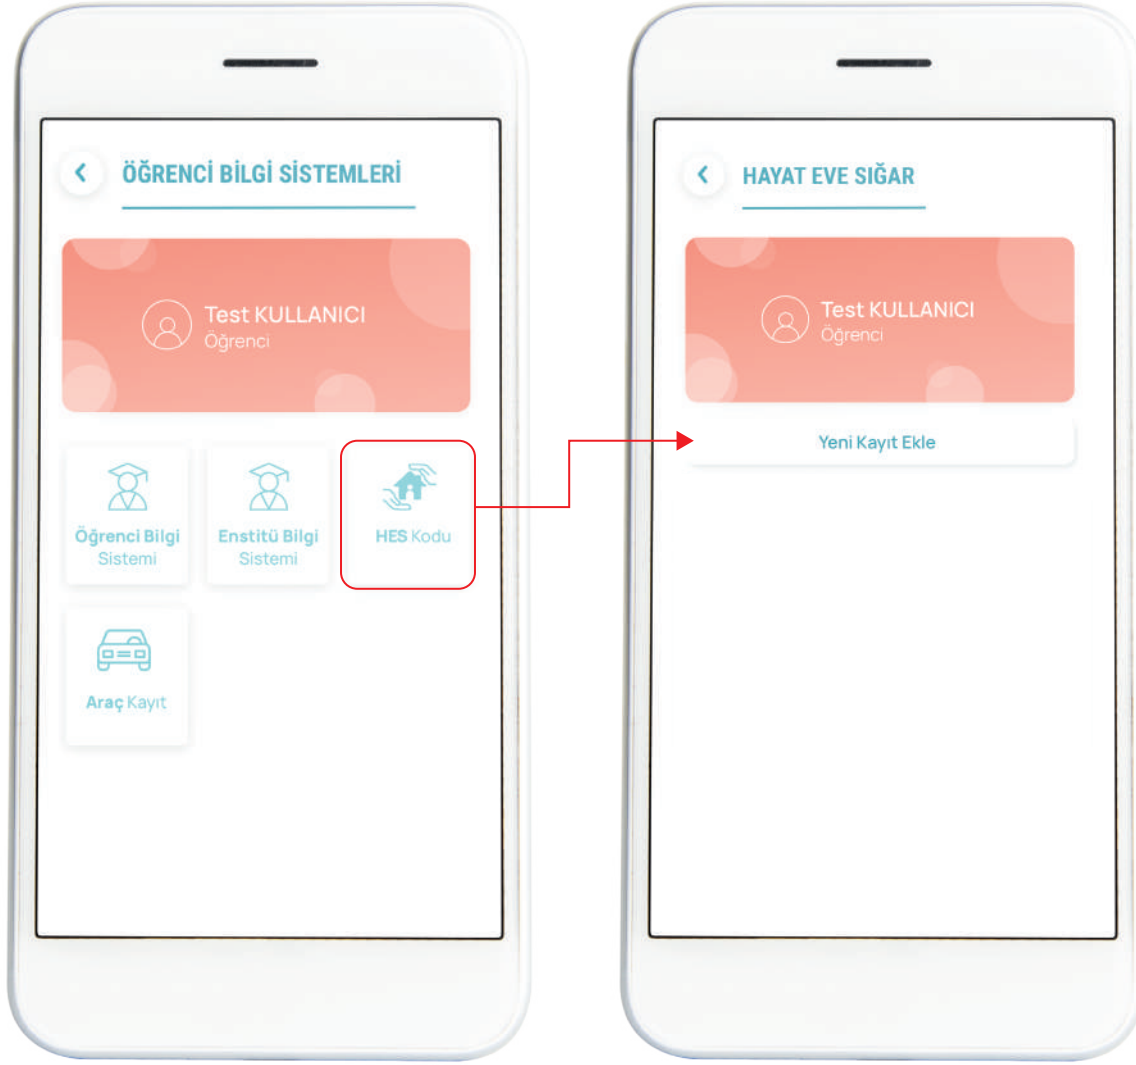 ÖĞRENCİ BİLGİ SİSTEMLERİ
Test KULLANICI
Öğrenci
Öğrenci Bilgi
Sistemi
Enstitü Bilgi
Sistemi
HES Kodu
Araç Kayıt
HAYAT EVE SIĞAR
Test KULLANICI
Öğrenci
Yeni Kayıt Ekle